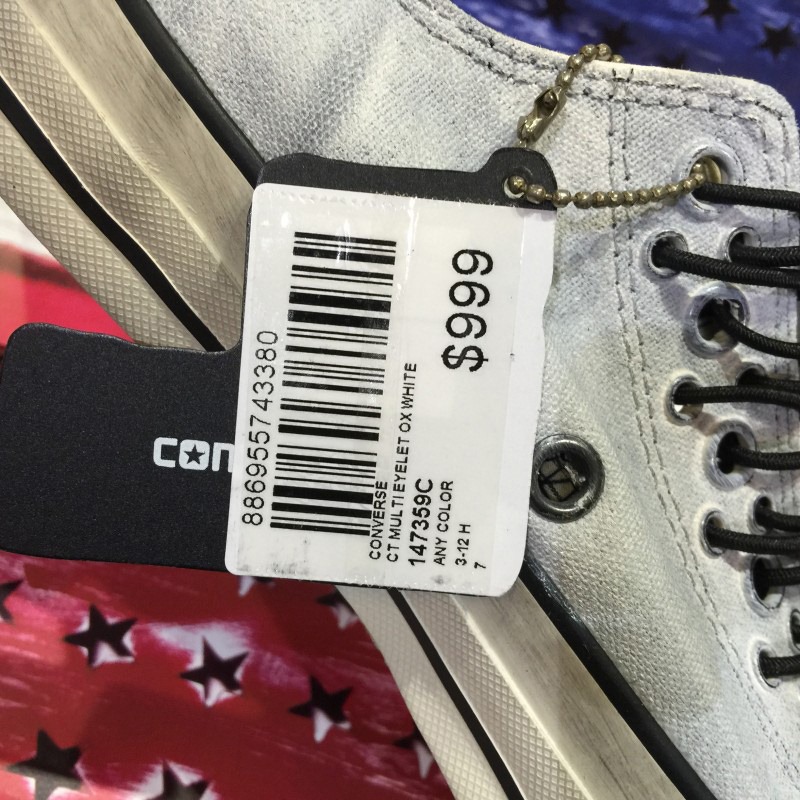 CON
886955743380
CONVERSE
CT MULTI EYELET OX WHITE
147359C
ANY COLOR
3-12 H
7
$999